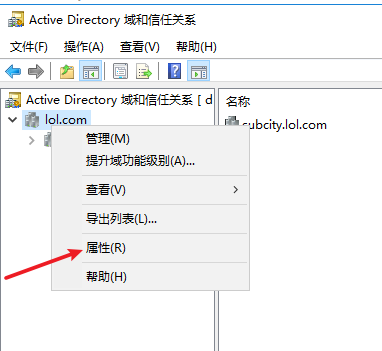 Active Directory 域和信任关系
文件(F) 操作(A) 查看(V) 帮助(H)
Active Directory 域和信任关系 [ d
名称
lol.com
subcity.lol.com
管理(M)
提升域功能级别(A)...
查看(V)
导出列表(L)...
属性(R)
帮助(H)